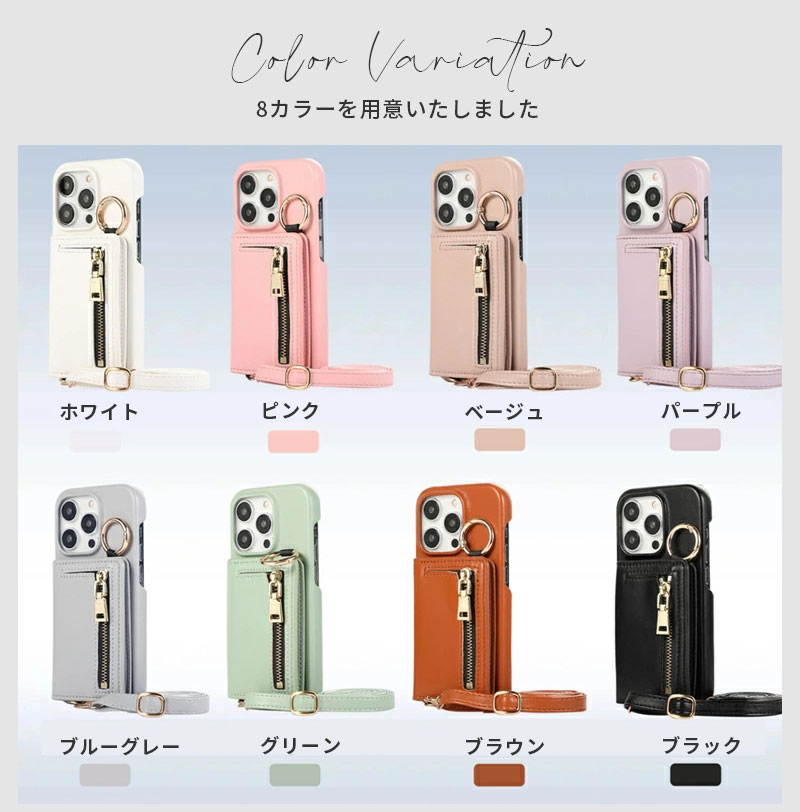 Color Variation
8カラーを用意いたしました
ホワイト
ピンク
ベージュ
パープル
ブルーグレー
グリーン
ブラウン
ブラック